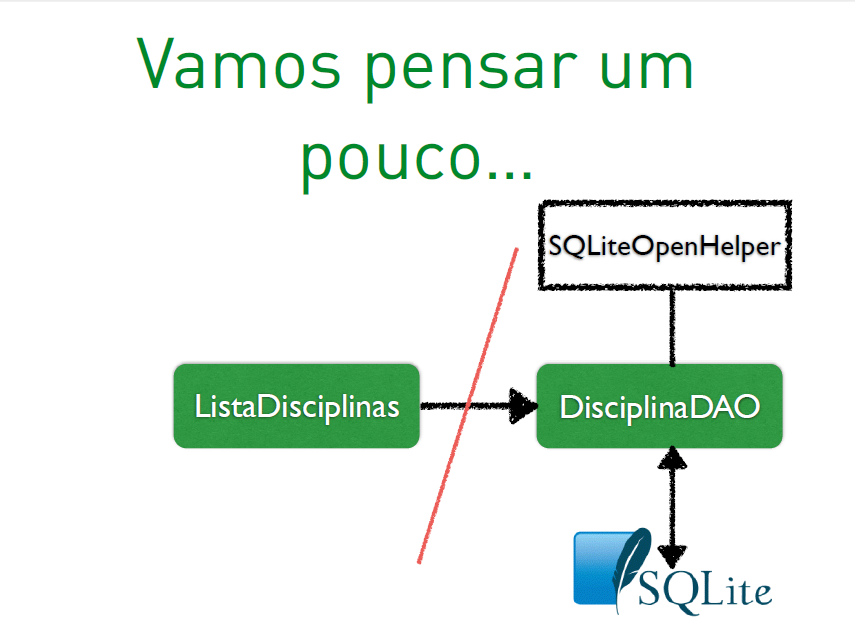 Vamos pensar um
pouco...
SQLiteOpenHelper
ListaDisciplinas
DisciplinaDAO
SQLite